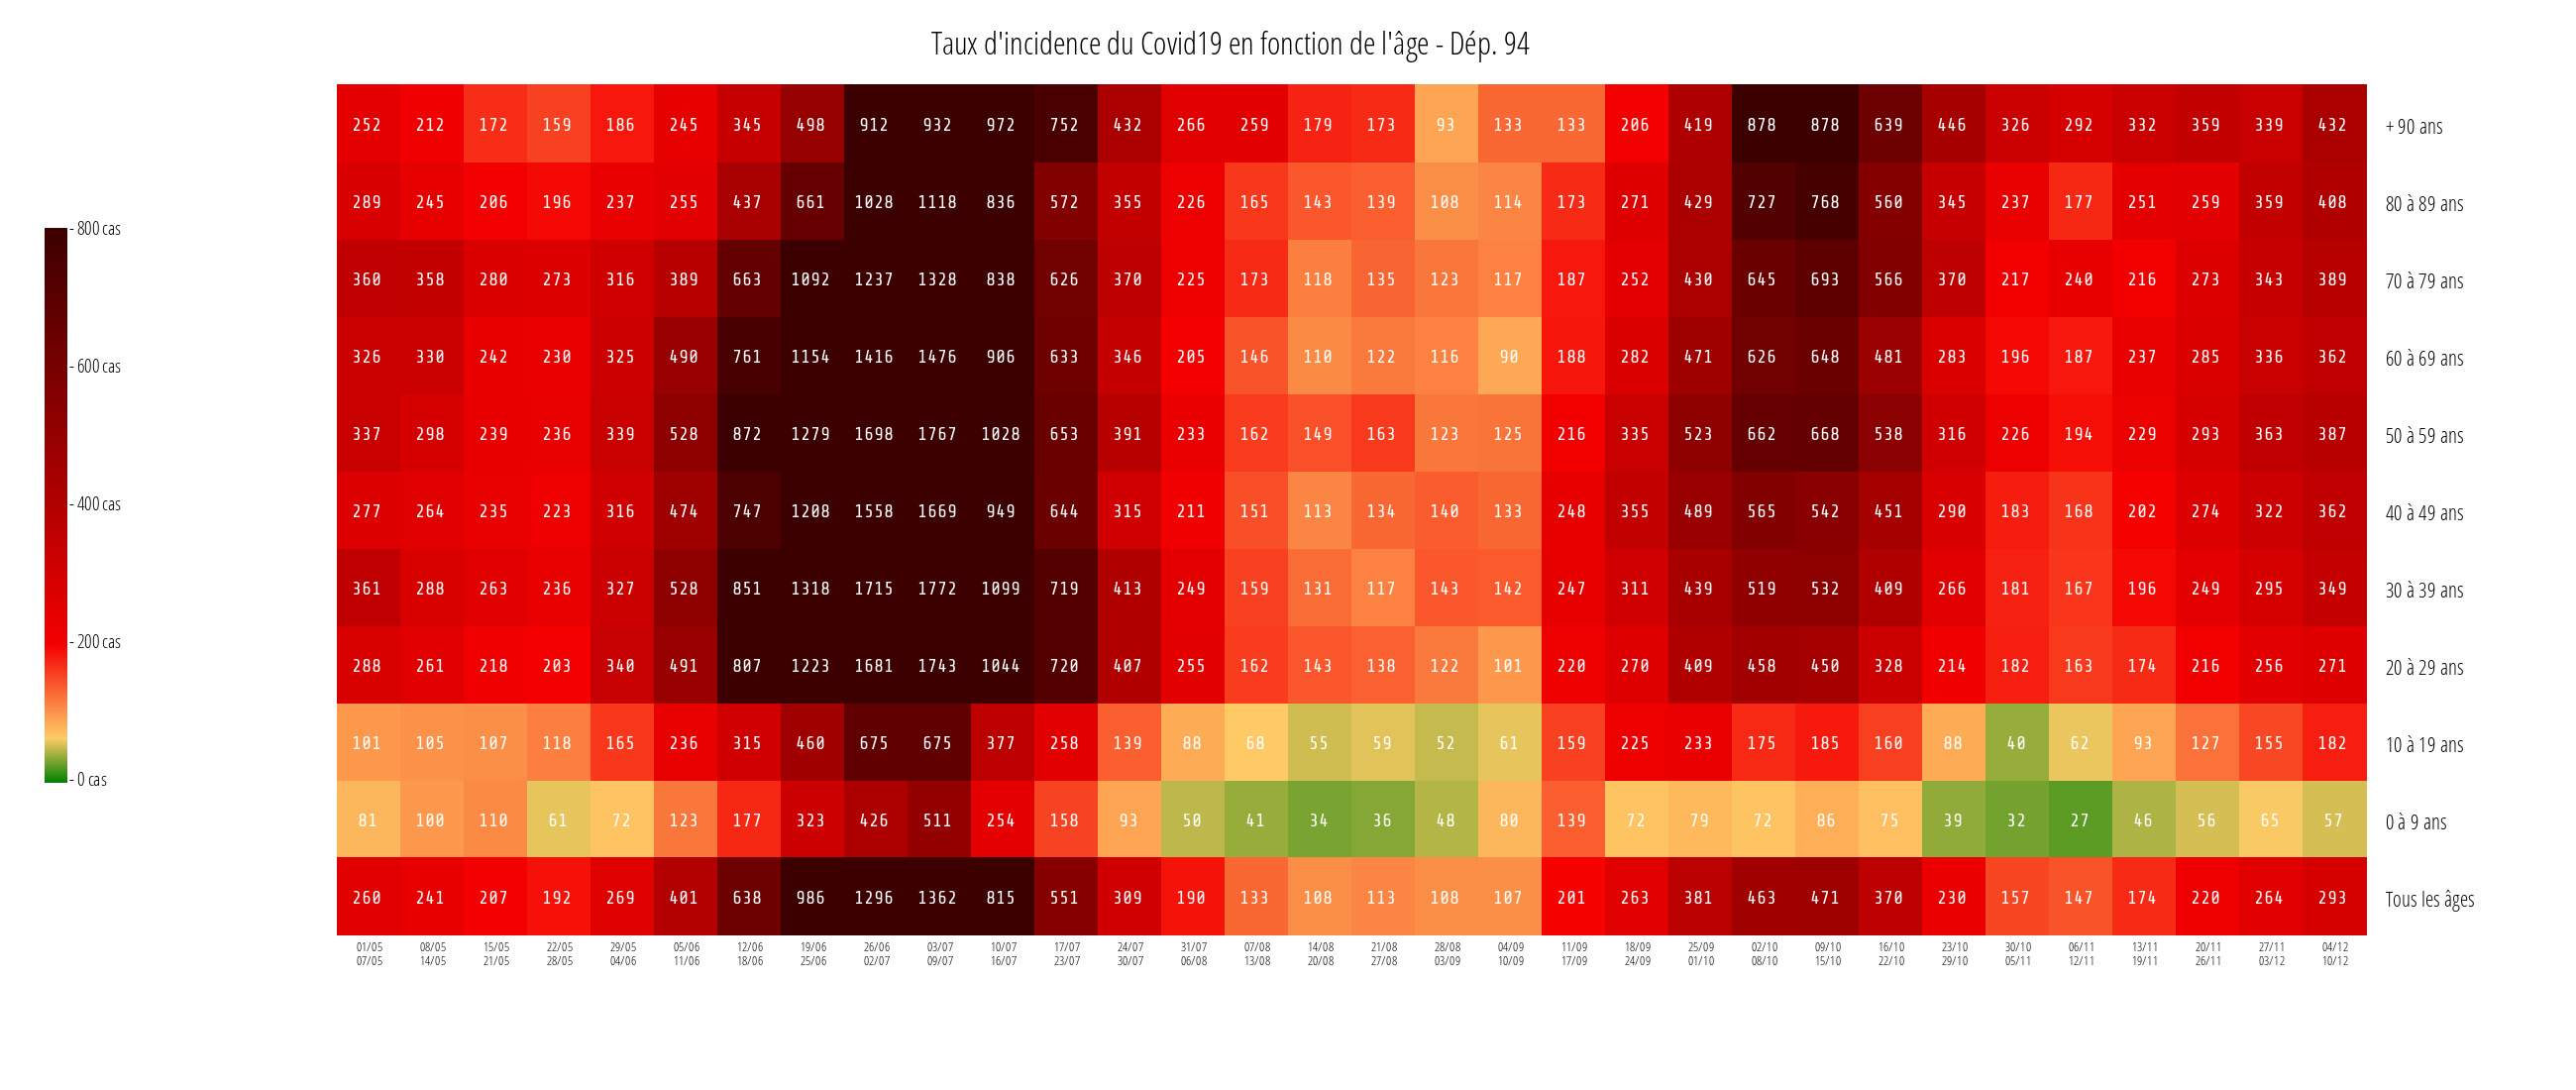 Taux d'incidence du Covid19 en fonction de l'âge - Dép. 94
- 800 cas
- 600 cas
- 400 cas
- 200 cas
- 0 cas
252 212 172 159 186 245 345 498 912 932 972 752 432 266 259 179 173 93 133 133 206 419 878 878 639 446 326 292 332 359 339 432 + 90 ans
289 245 206 196 237 255 437 661 1028 1118 836 572 355 226 165 143 139 108 114 173 271 429 727 768 560 345 237 177 251 259 359 408 80 à 89 ans
360 358 280 273 316 389 663 1092 1237 1328 838 626 370 225 173 118 135 123 117 187 252 430 645 693 566 370 217 240 216 273 343 389 70 à 79 ans
326 330 242 230 325 490 761 1154 1416 1476 906 633 346 205 146 110 122 116 90 188 282 471 626 648 481 283 196 187 237 285 336 362 60 à 69 ans
337 298 239 236 339 528 872 1279 1698 1767 1028 653 391 233 162 149 163 123 125 216 335 523 662 668 538 316 226 194 229 293 363 387 50 à 59 ans
277 264 235 223 316 474 747 1208 1558 1669 949 644 315 211 151 113 134 140 133 248 355 489 565 542 451 290 183 168 202 274 322 362 40 à 49 ans
361 288 263 236 327 528 851 1318 1715 1772 1099 719 413 249 159 131 117 143 142 247 311 439 519 532 409 266 181 167 196 249 295 349 30 à 39 ans
288 261 218 203 340 491 807 1223 1681 1743 1044 720 407 255 162 143 138 122 101 220 270 409 458 450 328 214 182 163 174 216 256 271 20 à 29 ans
101 105 107 118 165 236 315 460 675 675 377 258 139 88 68 55 59 52 61 159 225 233 175 185 160 88 40 62 93 127 155 182 10 à 19 ans
81 100 110 61 72 123 177 323 426 511 254 158 93 50 41 34 36 48 80 139 72 79 72 86 75 39 32 27 46 56 65 57 0 à 9 ans
260 241 207 192 269 401 638 986 1296 1362 815 551 309 190 133 108 113 108 107 201 263 381 463 471 370 230 157 147 174 220 264 293 Tous les âges
01/05 08/05 15/05 22/05 29/05 05/06 12/06 19/06 26/06 03/07 10/07 17/07 24/07 31/07 07/08 14/08 21/08 28/08 04/09 11/09 18/09 25/09 02/10 09/10 16/10 23/10 30/10 06/11 13/11 20/11 27/11 04/12
07/05 14/05 21/05 28/05 04/06 11/06 18/06 25/06 02/07 09/07 16/07 23/07 30/07 06/08 13/08 20/08 27/08 03/09 10/09 17/09 24/09 01/10 08/10 15/10 22/10 29/10 05/11 12/11 19/11 26/11 03/12 10/12